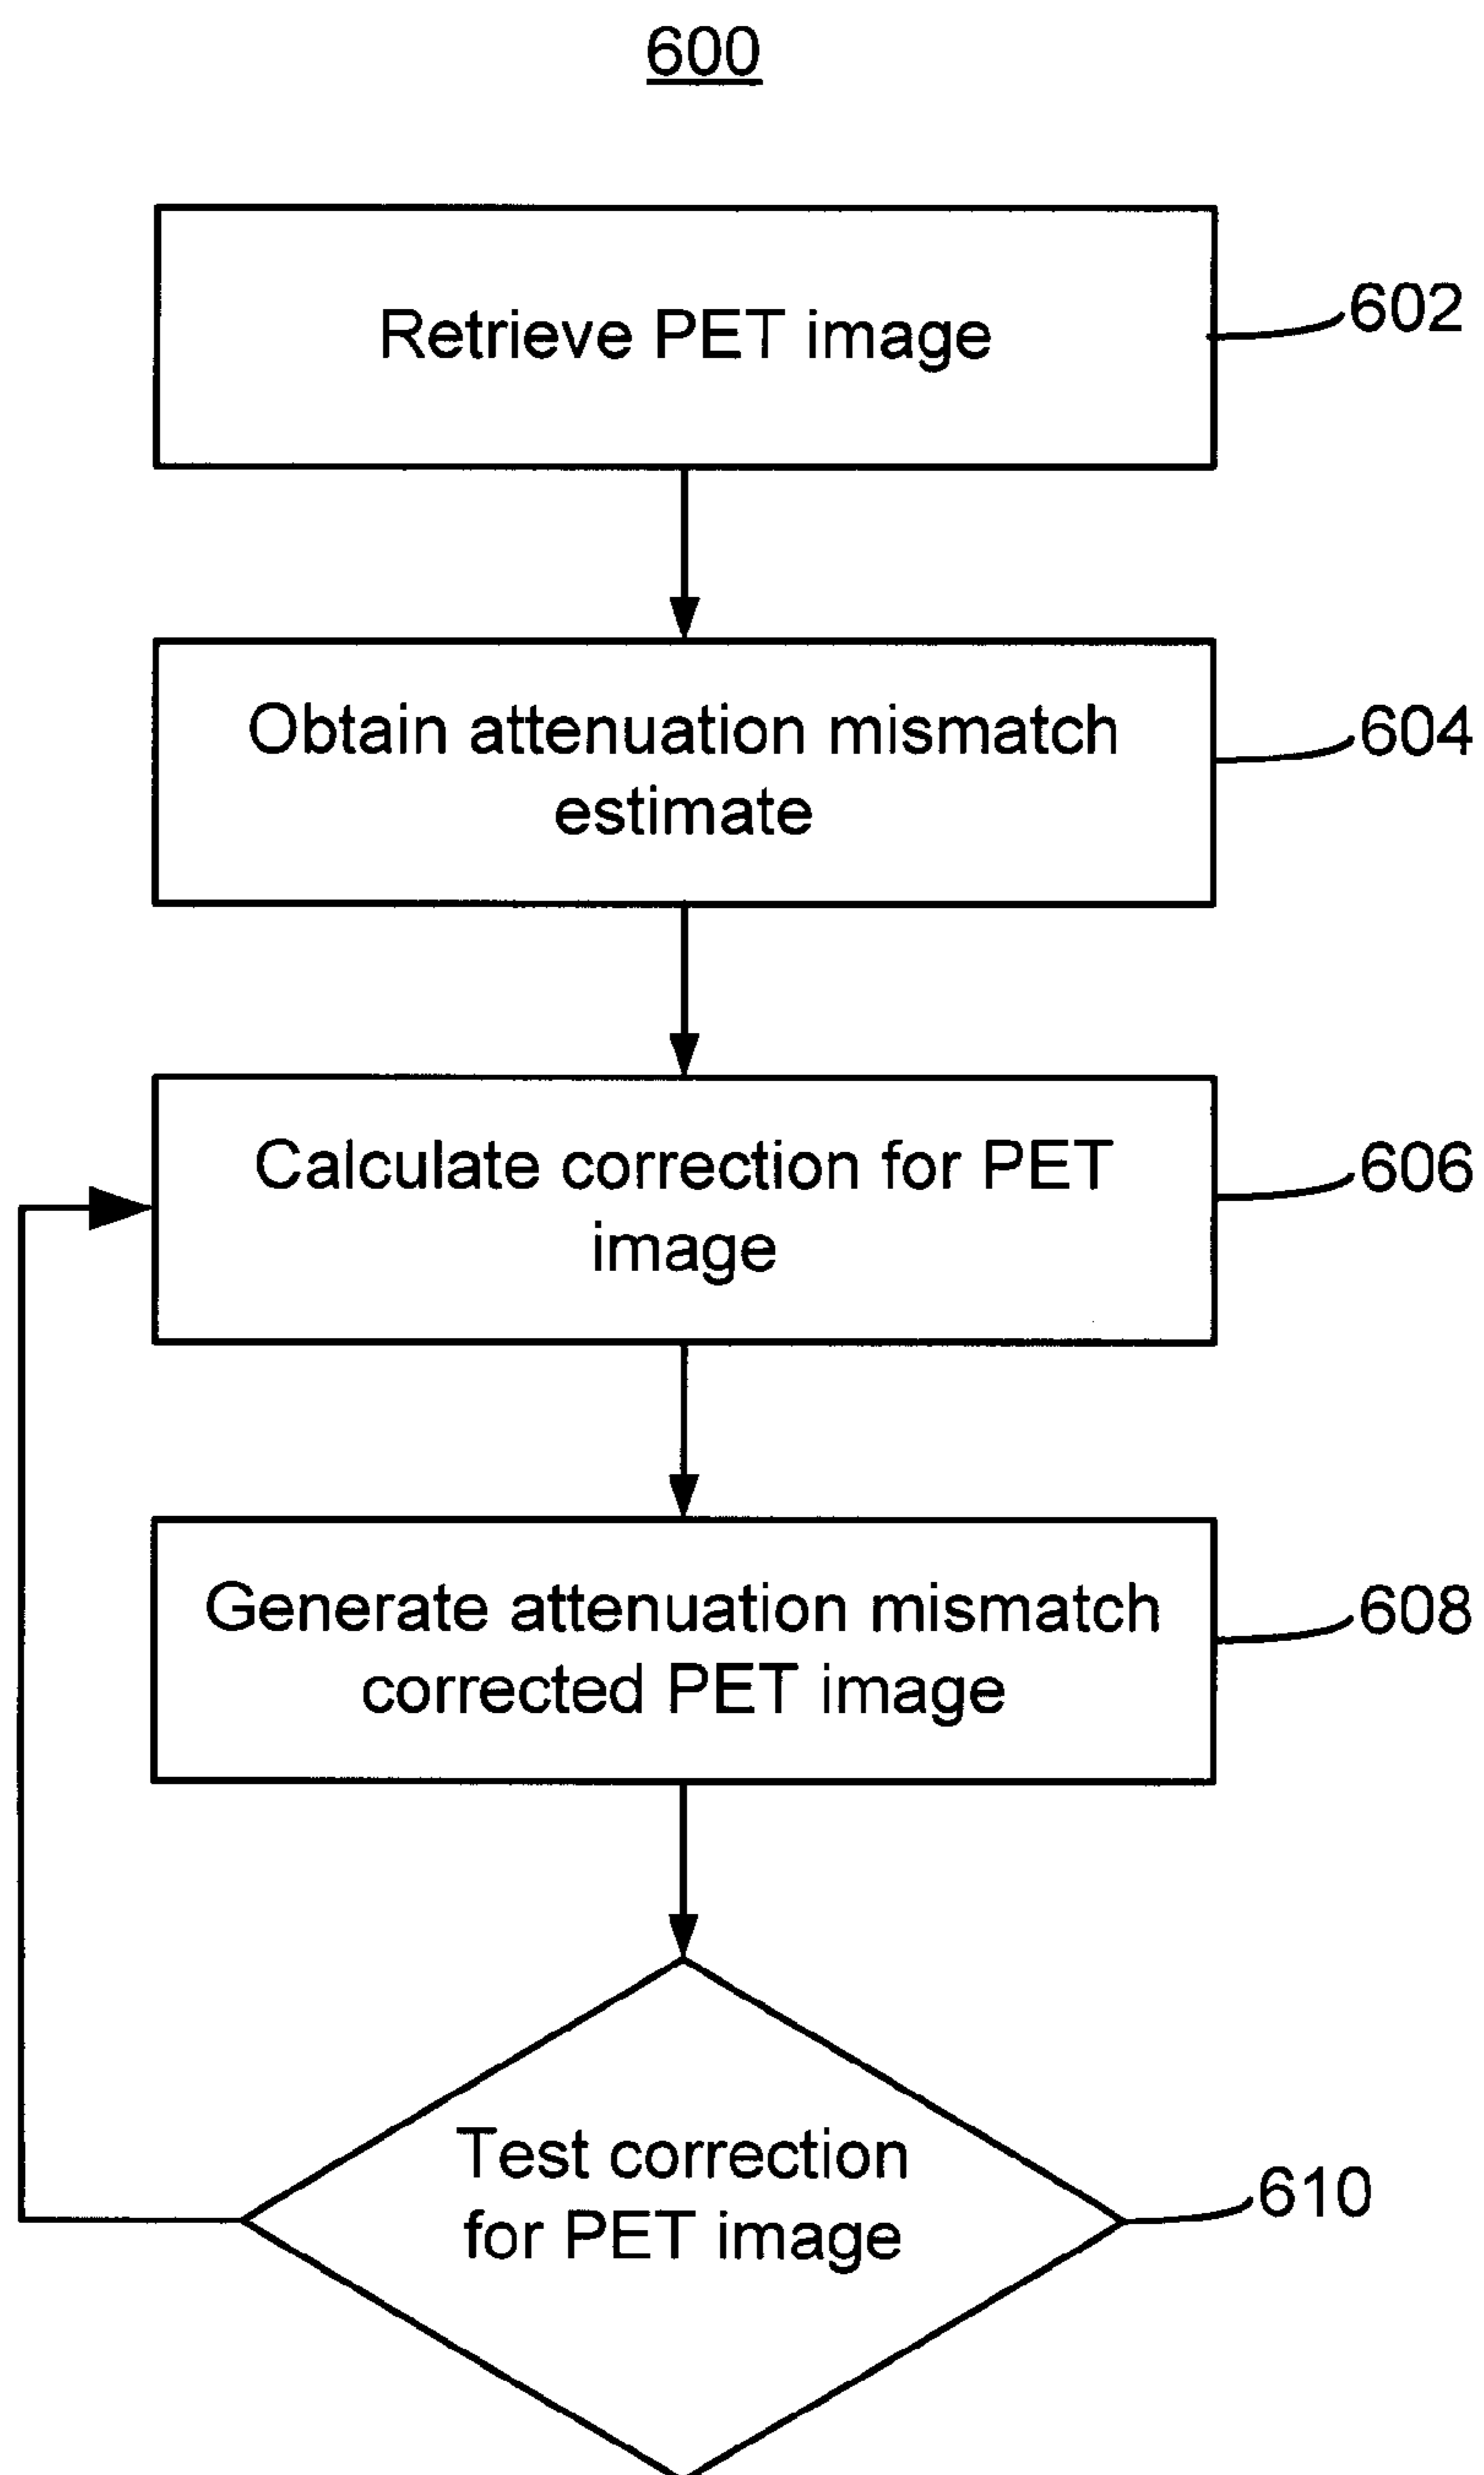 600
Retrieve PET image
602
Obtain attenuation mismatch
estimate
604
Calculate correction for PET
image
606
Generate attenuation mismatch
corrected PET image
608
Test correction
for PET image
610